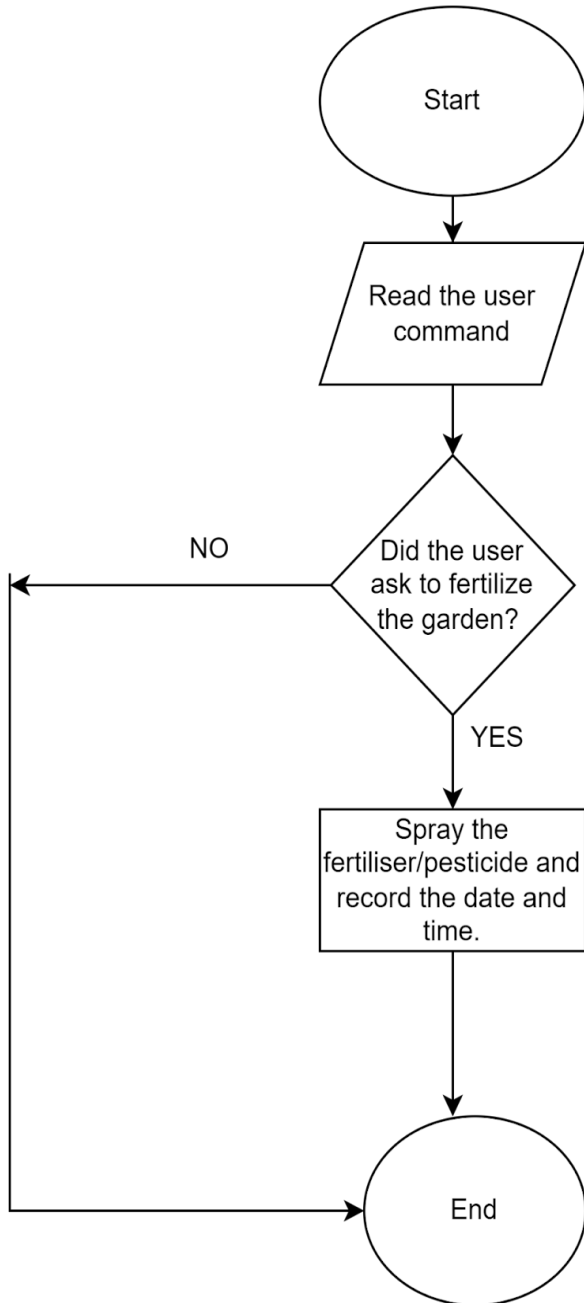 Start
Read the user
command
NO
Did the user
ask to fertilize
the garden?
YES
Spray the
fertiliser/pesticide and
record the date and
time.
End